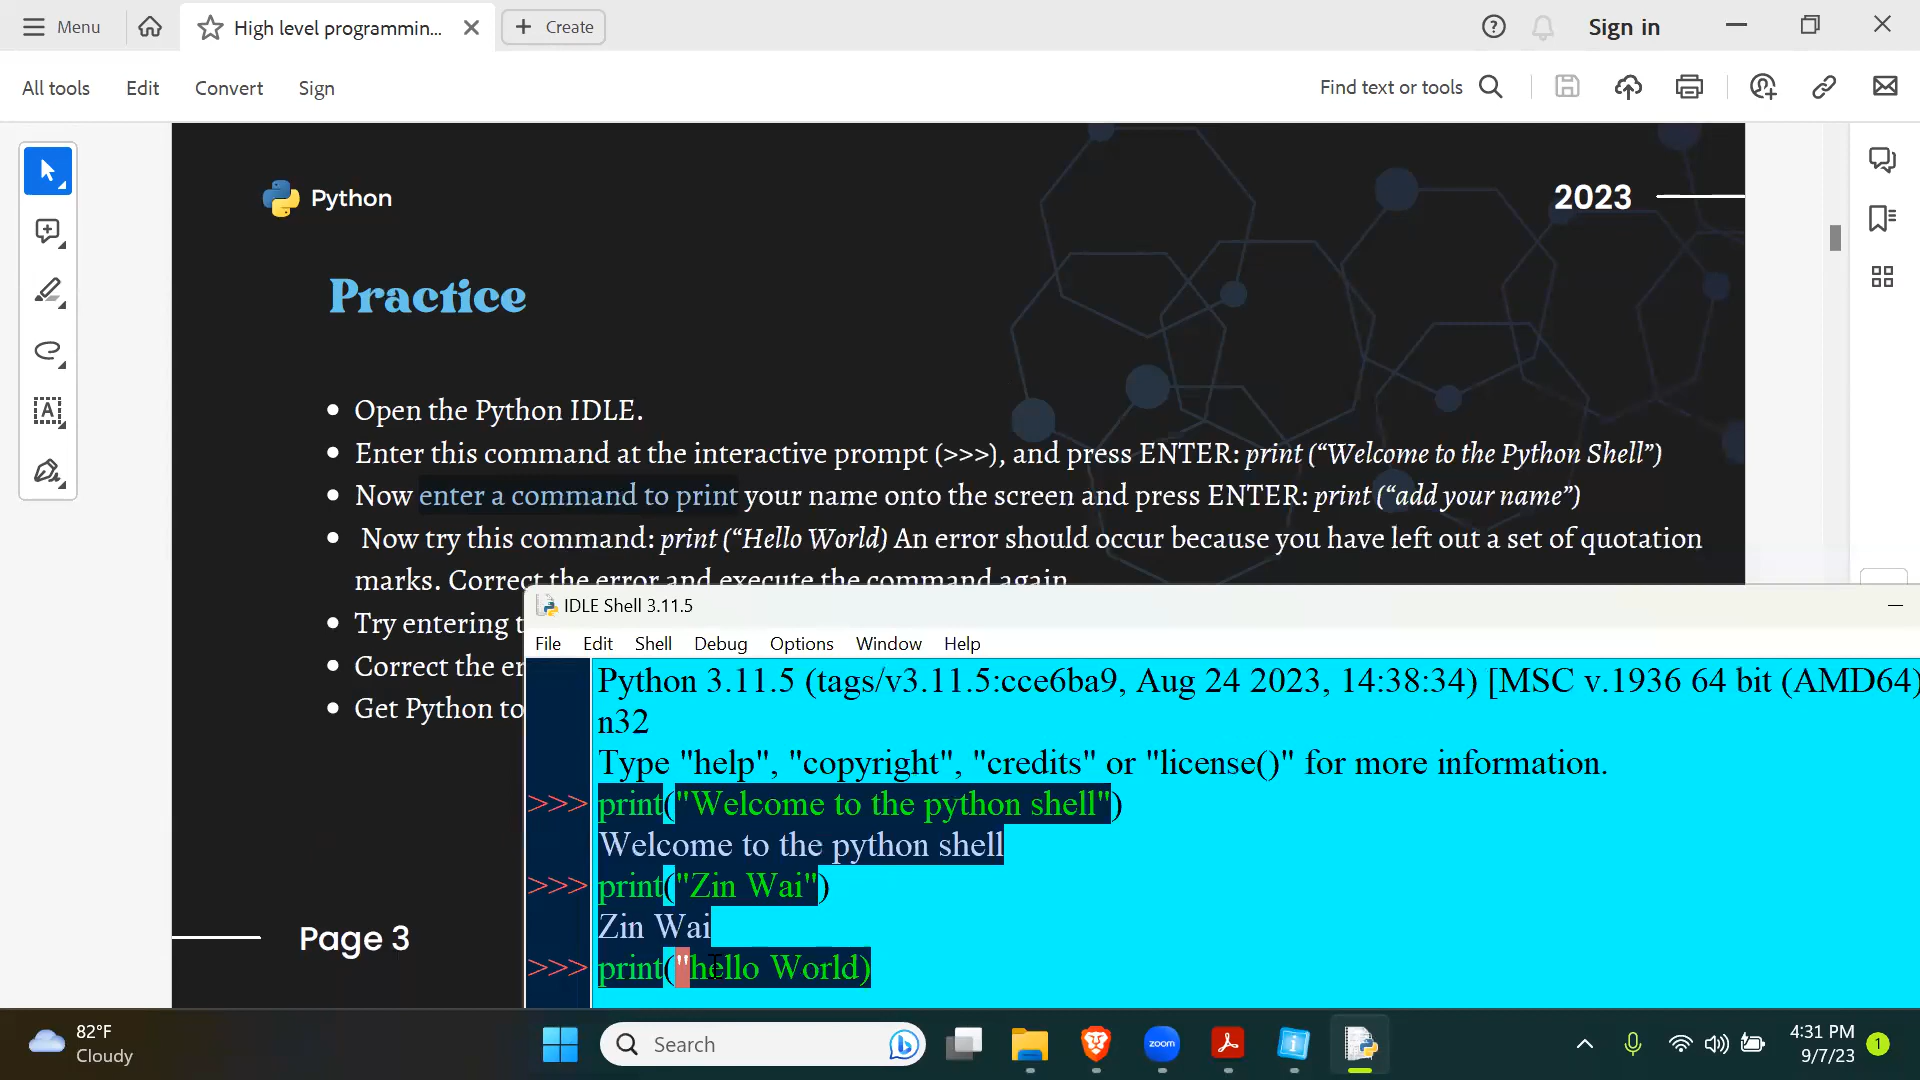 Menu
High level programmin...
Create
Sign in
All tools
Edit
Convert
Sign
Find text or tools
Python
2023
Practice
Open the Python IDLE.
Enter this command at the interactive prompt (>>>), and press ENTER: print (“Welcome to the Python Shell”)
Now enter a command to print your name onto the screen and press ENTER: print (“add your name”)
Now try this command: print (“Hello World) An error should occur because you have left out a set of quotation
marks. Correct the error and execute the command again.
Try entering t
Correct the er
Get Python to
Page 3
IDLE Shell 3.11.5
File Edit Shell Debug Options Window Help
Python 3.11.5 (tags/v3.11.5:cce6ba9, Aug 24 2023, 14:38:34) [MSC v.1936 64 bit (AMD64)
n32
Type "help", "copyright", "credits" or "license()" for more information.
>>> print("Welcome to the python shell")
Welcome to the python shell
>>> print("Zin Wai")
Zin Wai
>>> print("hello World)
82°F
Cloudy
Search
zoom
4:31 PM
9/7/23
1